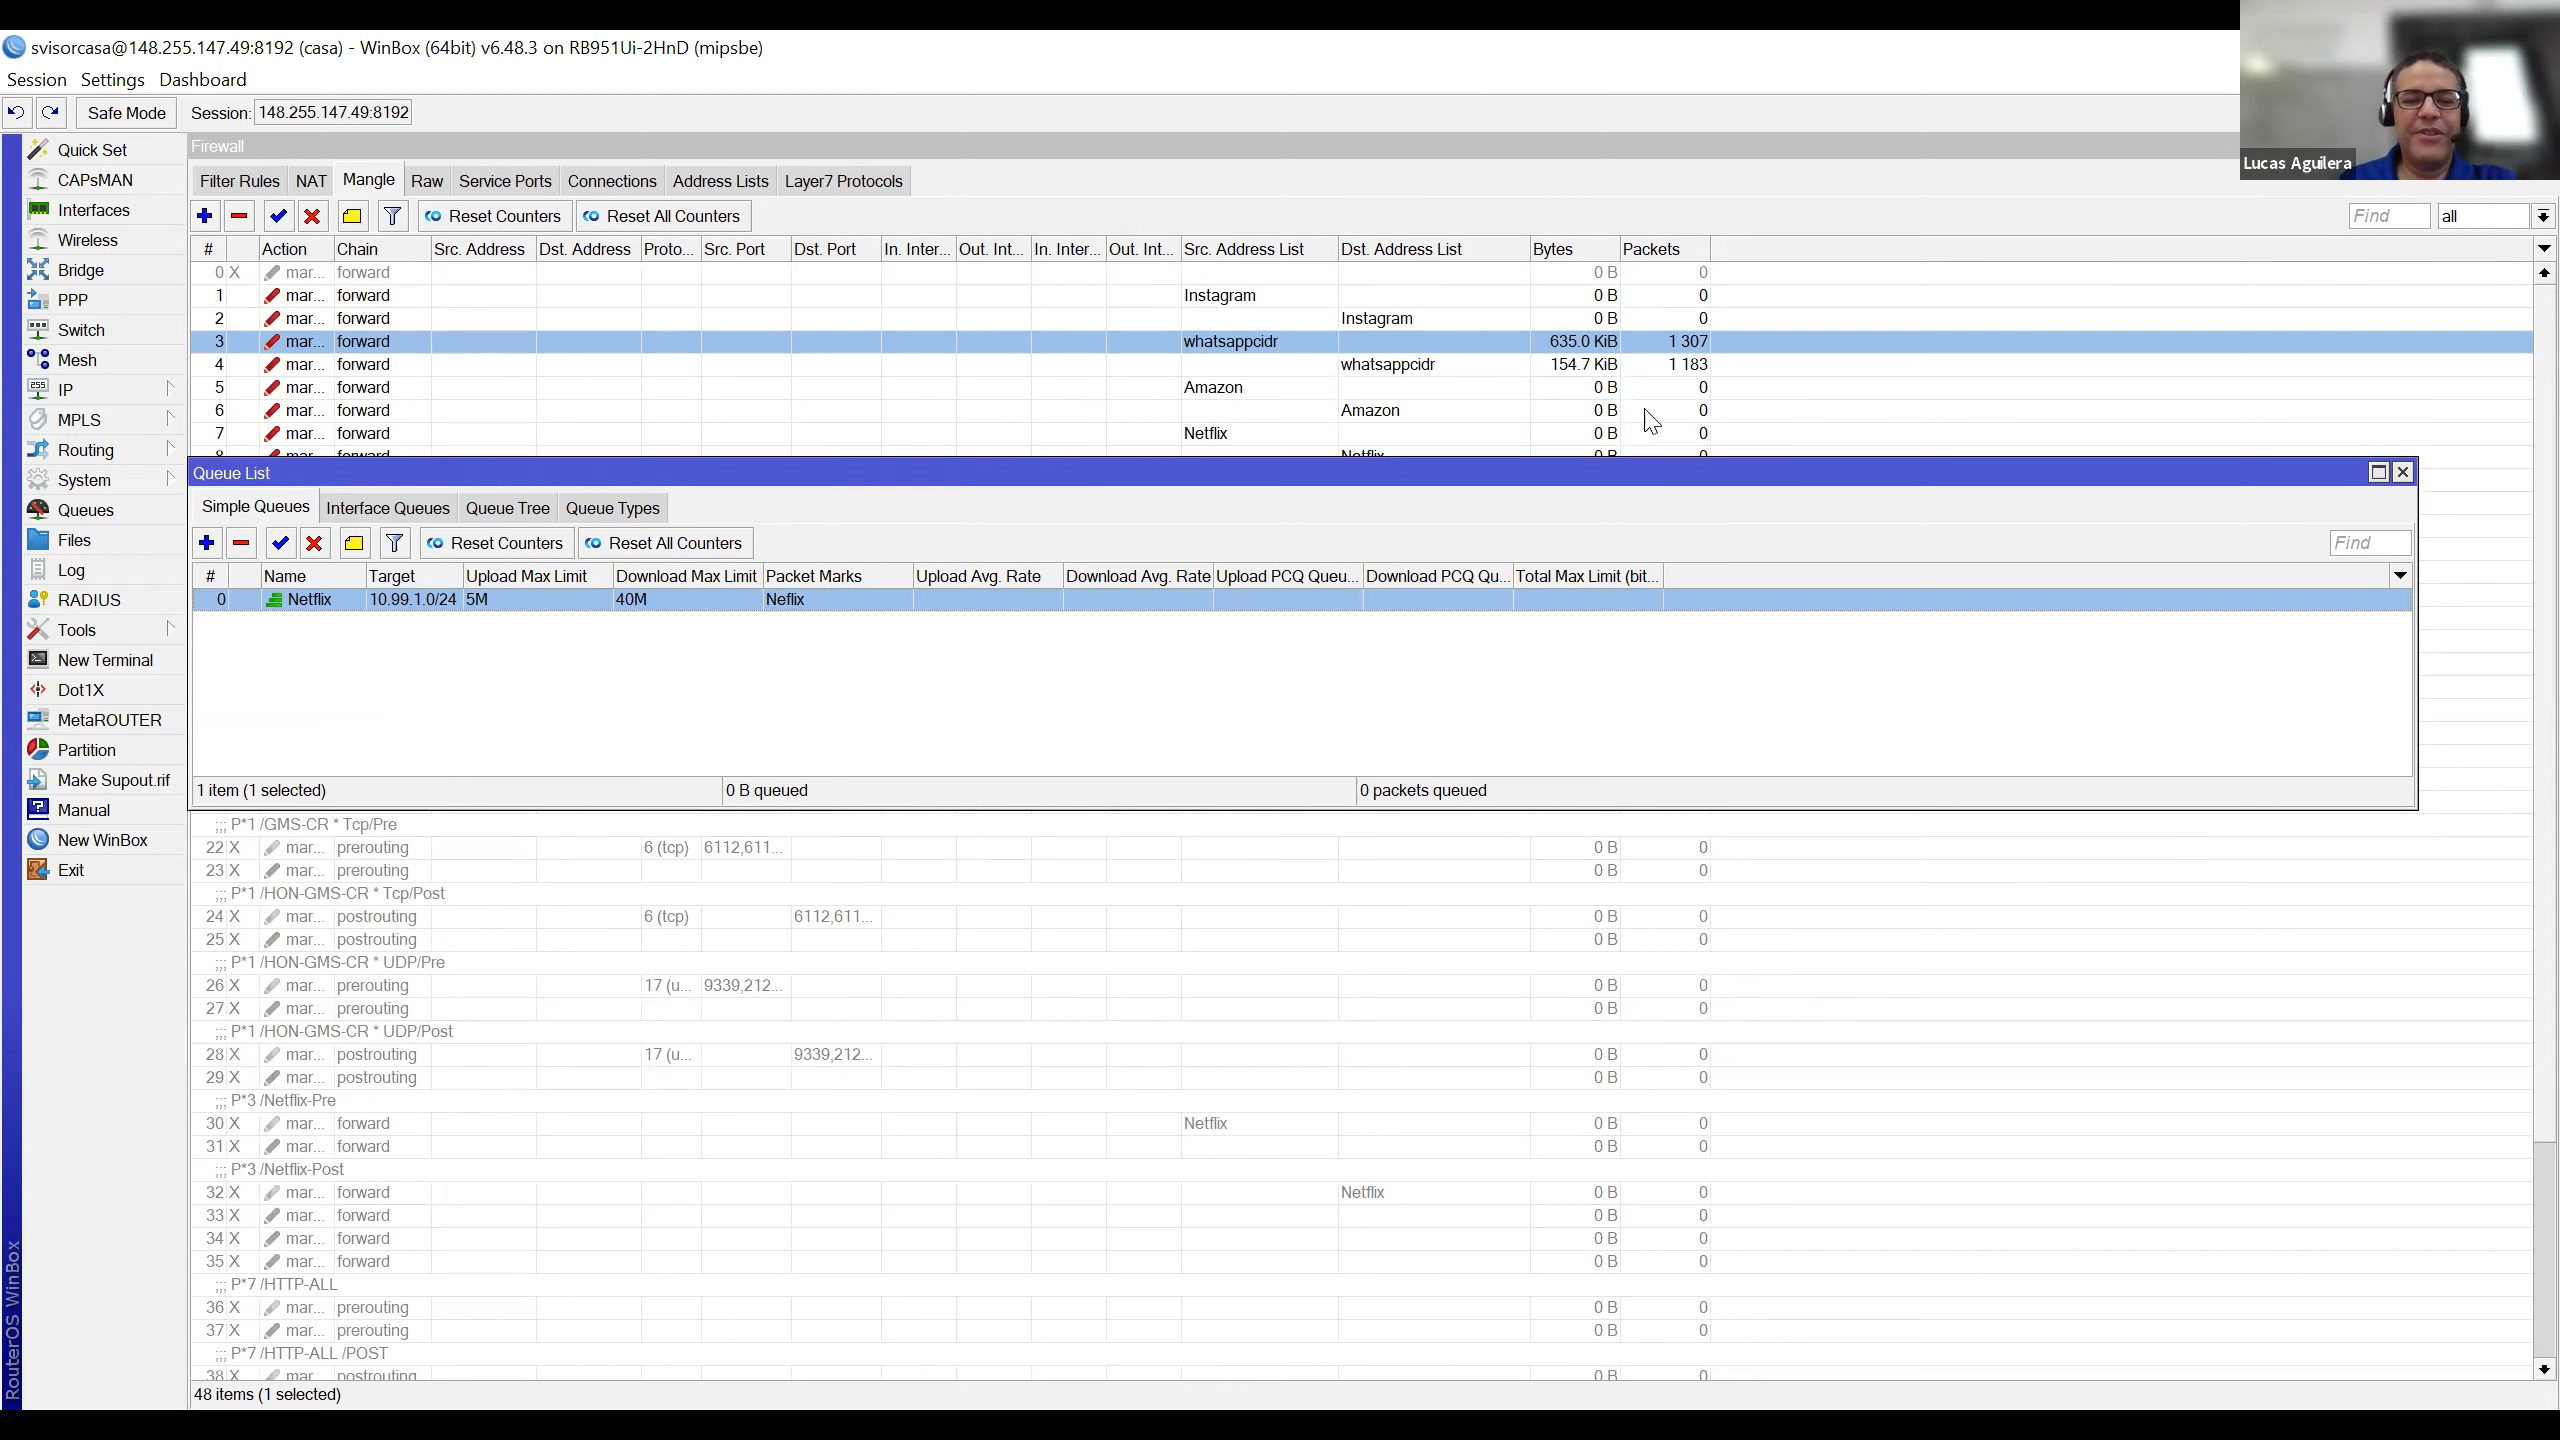 svisorcasa@148.255.147.49:8192 (casa) - WinBox (64bit) v6.48.3 on RB951Ui-2HnD (mipsbe)
Session Settings Dashboard
Safe Mode Session: 148.255.147.49:8192
Lucas Aguilera
Quick Set
CAPsMAN
Interfaces
Wireless
Bridge
PPP
Switch
Mesh
IP
MPLS
Routing
System
Queues
Files
Log
RADIUS
Tools
New Terminal
Dot1X
MetaROUTER
Partition
Make Supout.rif
Manual
New WinBox
Exit
RouterOS WinBox
Firewall
Filter Rules NAT Mangle Raw Service Ports Connections Address Lists Layer7 Protocols
Reset Counters Reset All Counters Find all
# Action Chain Src. Address Dst. Address Proto... Src. Port Dst. Port In. Inter... Out. Int... In. Inter... Out. Int... Src. Address List Dst. Address List Bytes Packets
0 X mar... forward 0 B 0
1 mar... forward Instagram 0 B 0
2 mar... forward Instagram 0 B 0
3 mar... forward whatsappcidr 635.0 KiB 1 307
4 mar... forward whatsappcidr 154.7 KiB 1 183
5 mar... forward Amazon 0 B 0
6 mar... forward Amazon 0 B 0
7 mar... forward Netflix 0 B 0
8 mar... forward Netflix 0 B 0
Queue List
Simple Queues Interface Queues Queue Tree Queue Types
Reset Counters Reset All Counters Find
# Name Target Upload Max Limit Download Max Limit Packet Marks Upload Avg. Rate Download Avg. Rate Upload PCQ Queu... Download PCQ Qu... Total Max Limit (bit...
0 Netflix 10.99.1.0/24 5M 40M Neflix
1 item (1 selected) 0 B queued 0 packets queued
;;; P*1 /GMS-CR * Tcp/Pre
22 X mar... prerouting 6 (tcp) 6112,611... 0 B 0
23 X mar... prerouting 0 B 0
;;; P*1 /HON-GMS-CR * Tcp/Post
24 X mar... postrouting 6 (tcp) 6112,611... 0 B 0
25 X mar... postrouting 0 B 0
;;; P*1 /HON-GMS-CR * UDP/Pre
26 X mar... prerouting 17 (u... 9339,212... 0 B 0
27 X mar... prerouting 0 B 0
;;; P*1 /HON-GMS-CR * UDP/Post
28 X mar... postrouting 17 (u... 9339,212... 0 B 0
29 X mar... postrouting 0 B 0
;;; P*3 /Netflix-Pre
30 X mar... forward Netflix 0 B 0
31 X mar... forward 0 B 0
;;; P*3 /Netflix-Post
32 X mar... forward Netflix 0 B 0
33 X mar... forward 0 B 0
34 X mar... forward 0 B 0
35 X mar... forward 0 B 0
;;; P*7 /HTTP-ALL
36 X mar... prerouting 0 B 0
37 X mar... prerouting 0 B 0
;;; P*7 /HTTP-ALL /POST
38 X mar... postrouting 0 B 0
48 items (1 selected)